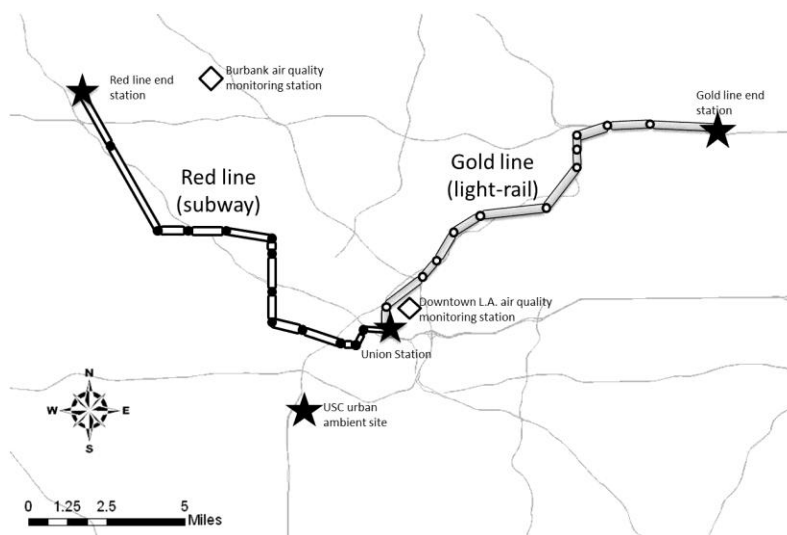 Red line end
station
Burbank air quality
monitoring station
Gold line end
station
Red line
(subway)
Gold line
(light-rail)
Downtown L.A. air quality
monitoring station
Union Station
USC urban
ambient site
N
W
E
S
0 1.25 2.5 5
Miles